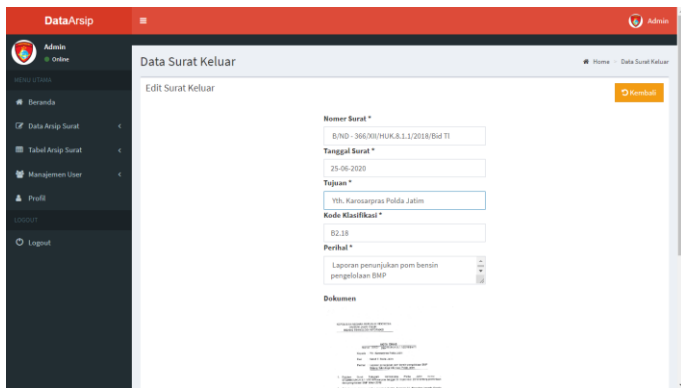 DataArsip
Admin
Admin
Online
Data Surat Keluar
Home
Data Surat Keluar
MENU UTAMA
Edit Surat Keluar
Kembali
Beranda
Nomer Surat *
Data Arsip Surat
B/ND - 366/XII/HUK.8.1.1/2018/Bid TI
Tabel Arsip Surat
Tanggal Surat *
25-06-2020
Manajemen User
Tujuan *
Profil
Yth. Karosarpras Polda Jatim
LOGOUT
Kode Klasifikasi *
B2.18
Logout
Perihal *
Laporan penunjukan pom bensin
pengelolaan BMP
Dokumen